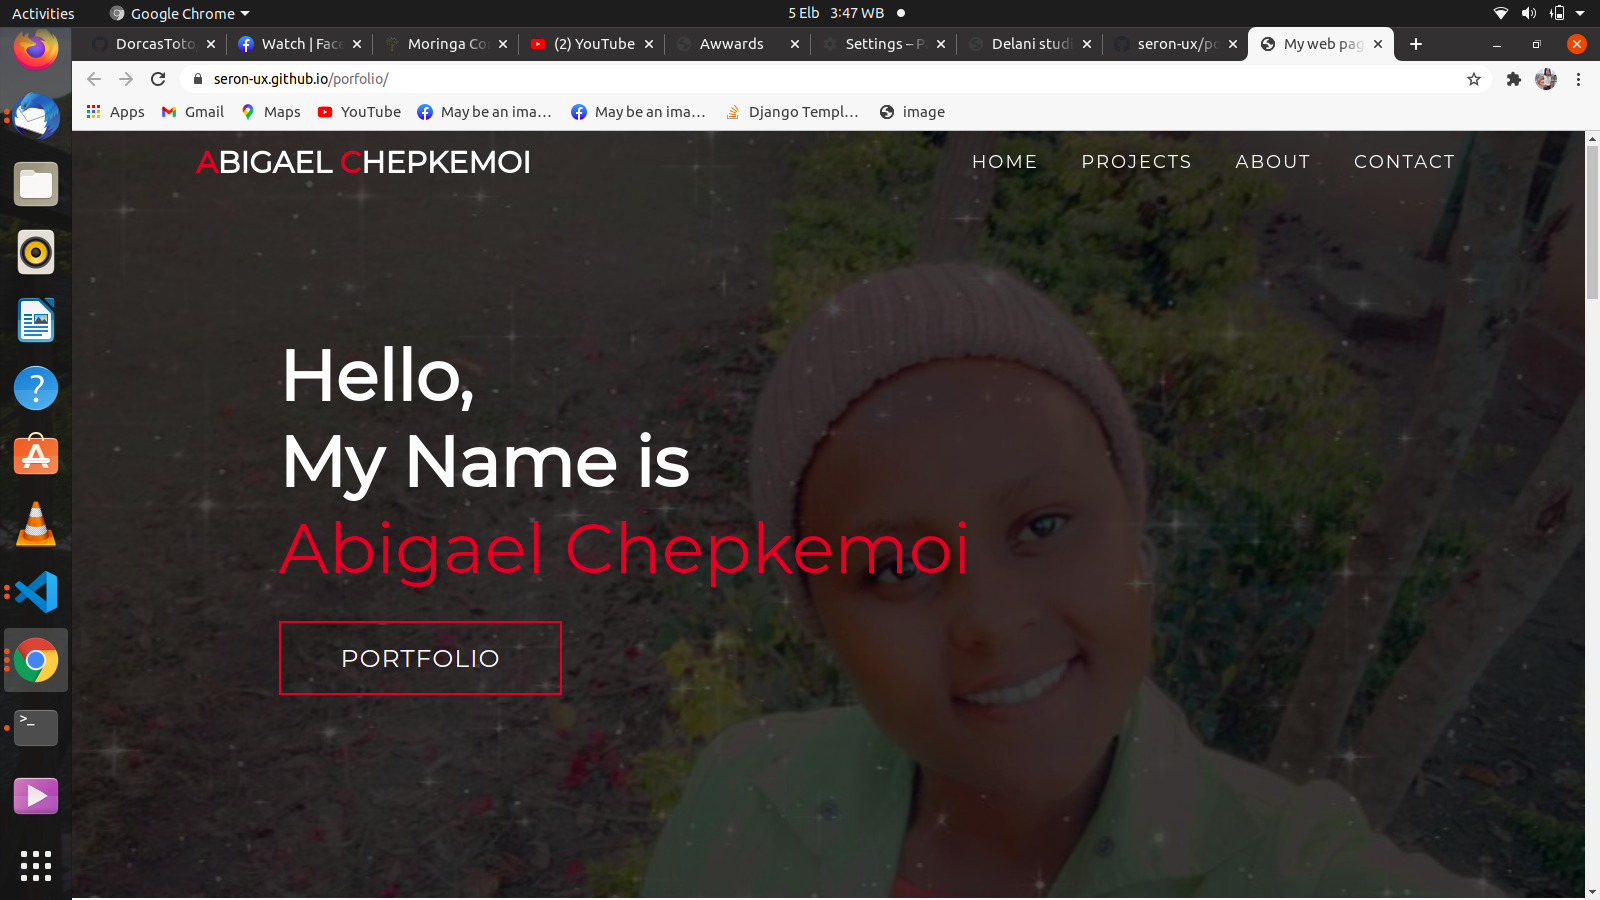 Activities
Google Chrome
5 Elb 3:47 WB
DorcasToto
Watch | Face
Moringa Co
(2) YouTube
Awwards
Settings – P
Delani studi
seron-ux/po
My web pag
seron-ux.github.io/porfolio/
Apps
Gmail
Maps
YouTube
May be an ima…
May be an ima…
Django Templ…
image
ABIGAEL CHEPKEMOI
HOME
PROJECTS
ABOUT
CONTACT
Hello,
My Name is
Abigael Chepkemoi
PORTFOLIO